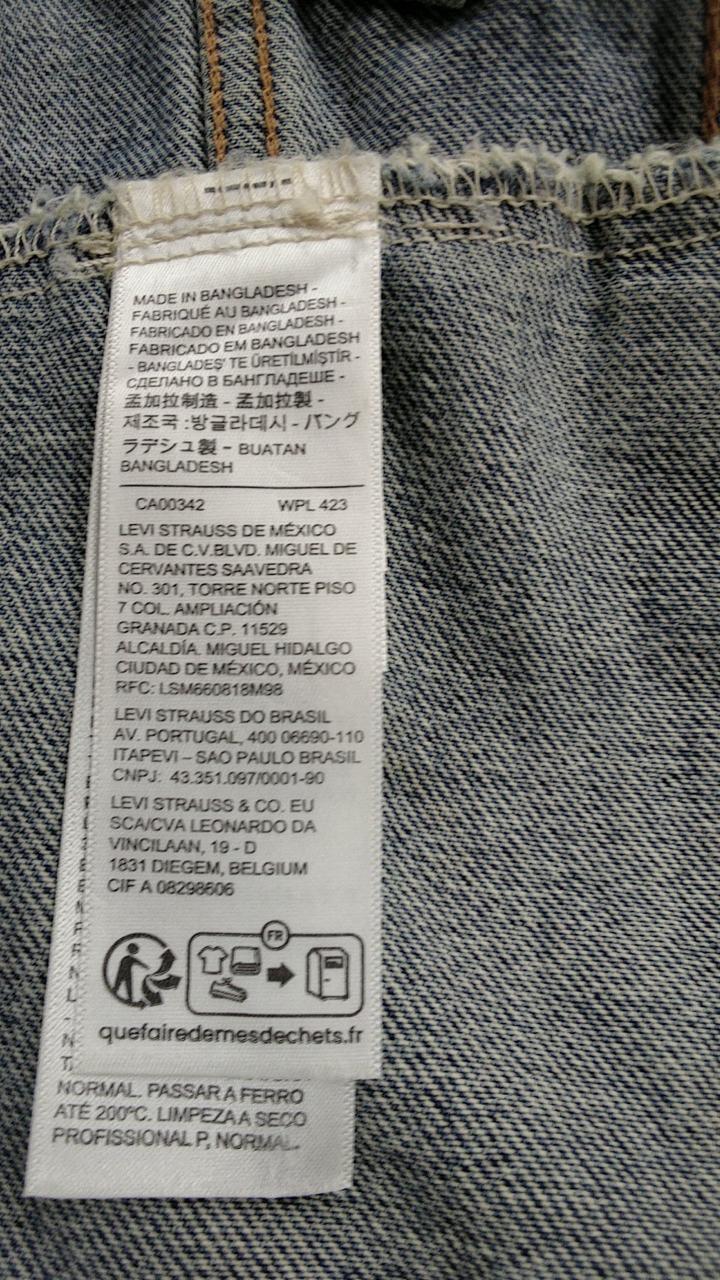 MADE IN BANGLADESH -
FABRIQUÉ AU BANGLADESH -
FABRICADO EN BANGLADESH -
FABRICADO EM BANGLADESH
- BANGLADEŞ' TE ÜRETİLMİŞTİR -
СДЕЛАНО В БАНГЛАДЕШЕ -
孟加拉制造 - 孟加拉製 -
제조국 :방글라데시 - バング
ラデシュ製 - BUATAN
BANGLADESH
CA00342 WPL 423
LEVI STRAUSS DE MÉXICO
S.A. DE C.V.BLVD. MIGUEL DE
CERVANTES SAAVEDRA
NO. 301, TORRE NORTE PISO
7 COL. AMPLIACIÓN
GRANADA C.P. 11529
ALCALDÍA. MIGUEL HIDALGO
CIUDAD DE MÉXICO, MÉXICO
RFC: LSM660818M98
LEVI STRAUSS DO BRASIL
AV. PORTUGAL, 400 06690-110
ITAPEVI – SAO PAULO BRASIL
CNPJ: 43.351.097/0001-90
LEVI STRAUSS & CO. EU
SCA/CVA LEONARDO DA
VINCILAAN, 19 - D
1831 DIEGEM, BELGIUM
CIF A 08298606
FR
quefairedemesdechets.fr
NORMAL. PASSAR A FERRO
ATÉ 200ºC. LIMPEZA A SECO
PROFISSIONAL P, NORMAL.